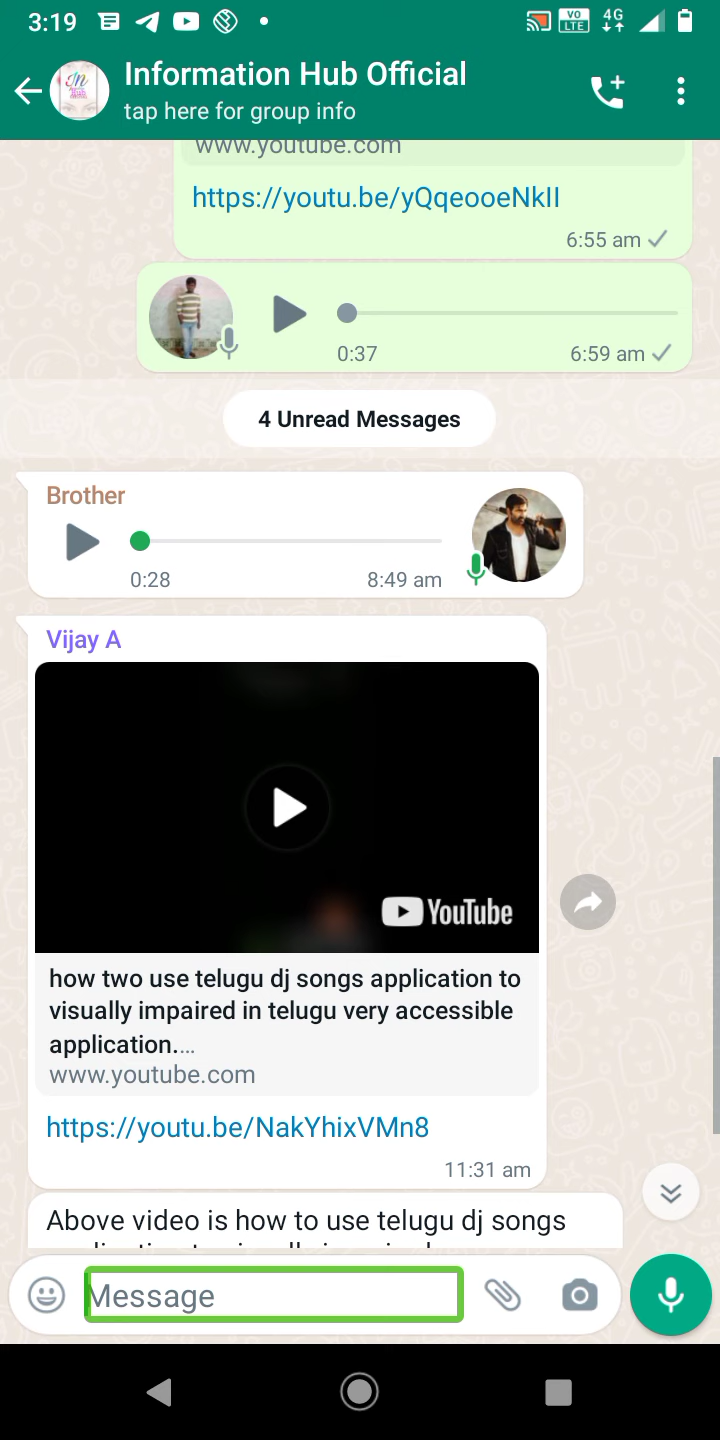 3:19
VO LTE 4G
Information Hub Official
tap here for group info
www.youtube.com
https://youtu.be/yQqeooeNkII
6:55 am
0:37 6:59 am
4 Unread Messages
Brother
0:28 8:49 am
Vijay A
YouTube
how two use telugu dj songs application to
visually impaired in telugu very accessible
application....
www.youtube.com
https://youtu.be/NakYhixVMn8
11:31 am
Above video is how to use telugu dj songs
Message